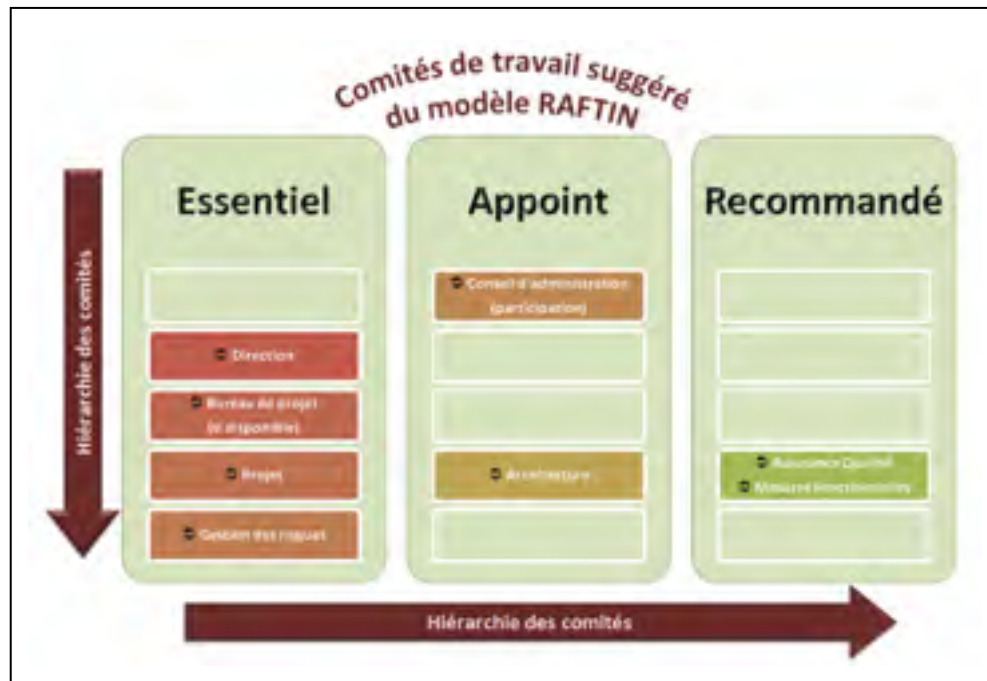 Comités de travail suggéré
du modèle RAFTIN
Hiérarchie des comités
Essentiel
Direction
Bureau de projet
(si disponible)
Projet
Gestion des risques
Appoint
Conseil d'administration
(participation)
Architecture
Recommandé
Assurance Qualité
Mesures
Hiérarchie des comités